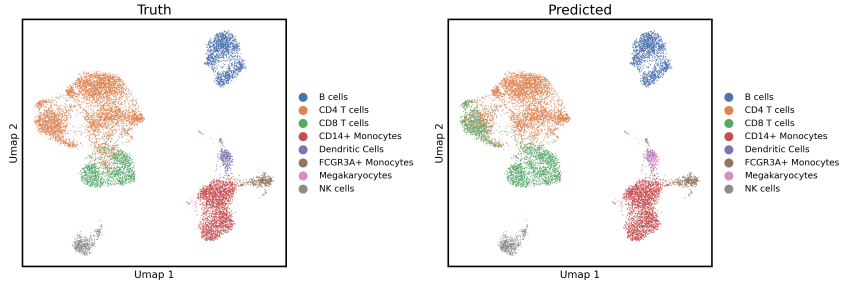 Truth
Umap 2
Umap 1
B cells
CD4 T cells
CD8 T cells
CD14+ Monocytes
Dendritic Cells
FCGR3A+ Monocytes
Megakaryocytes
NK cells
Predicted
Umap 2
Umap 1
B cells
CD4 T cells
CD8 T cells
CD14+ Monocytes
Dendritic Cells
FCGR3A+ Monocytes
Megakaryocytes
NK cells